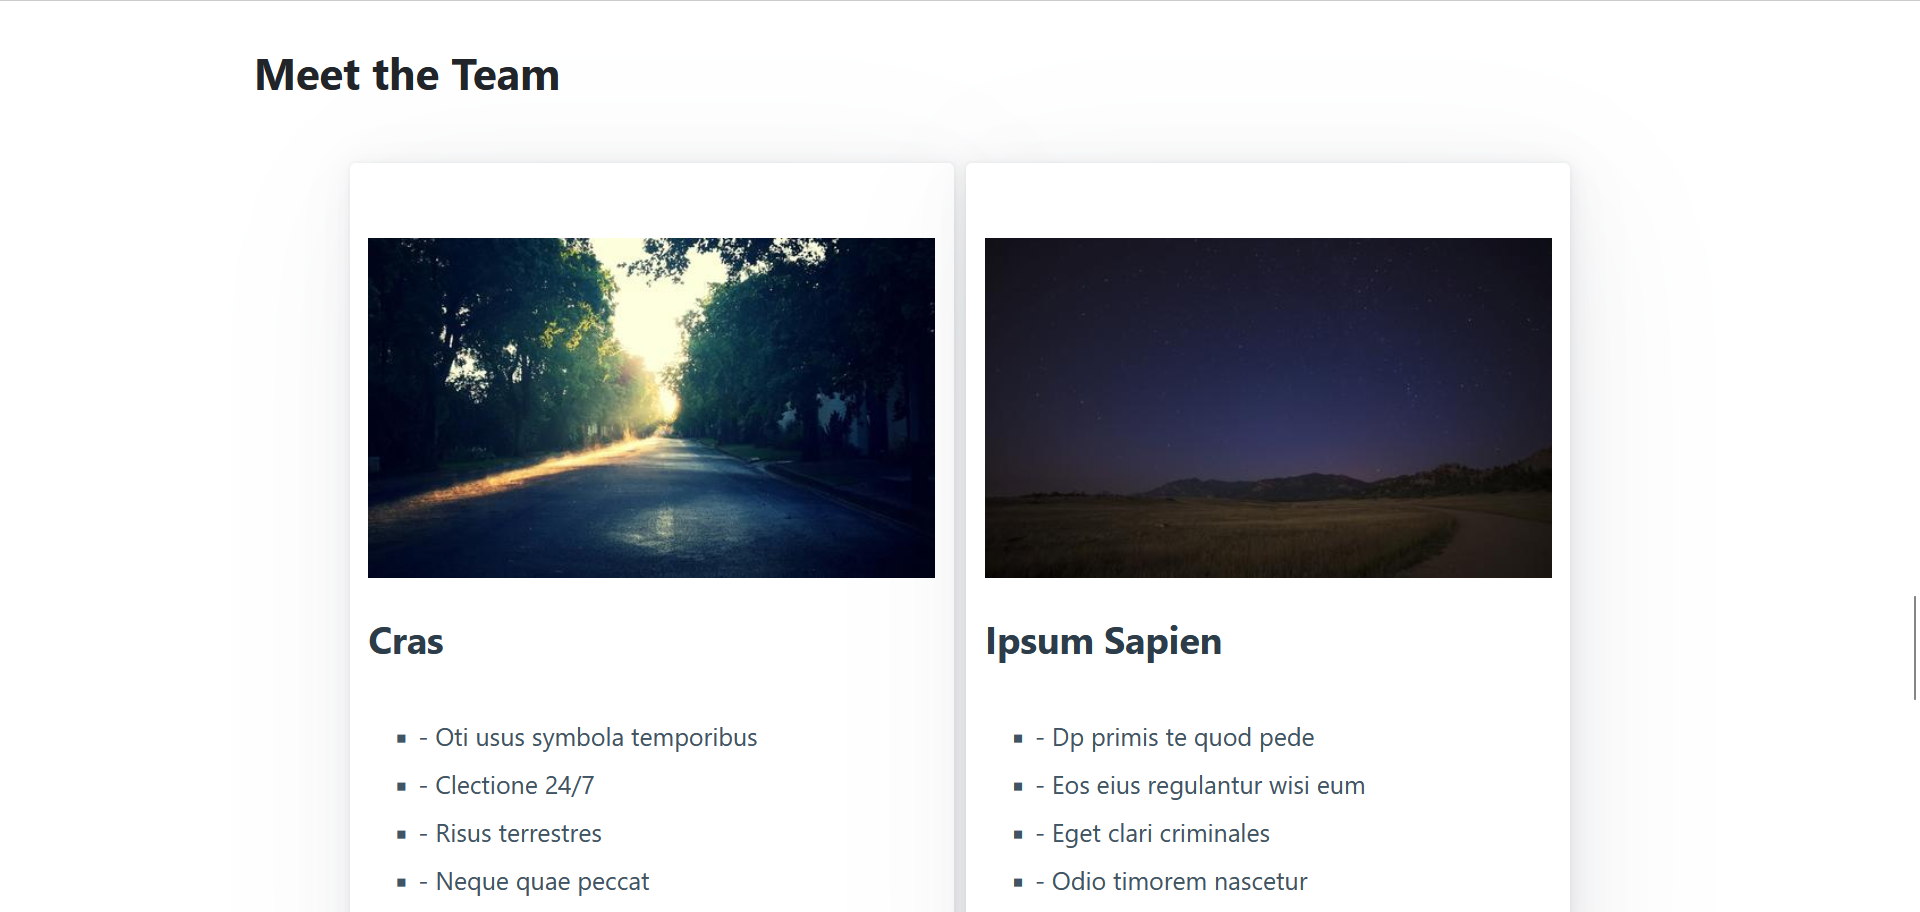 Meet the Team
Cras
- Oti usus symbola temporibus
- Clectione 24/7
- Risus terrestres
- Neque quae peccat
Ipsum Sapien
- Dp primis te quod pede
- Eos eius regulantur wisi eum
- Eget clari criminales
- Odio timorem nascetur